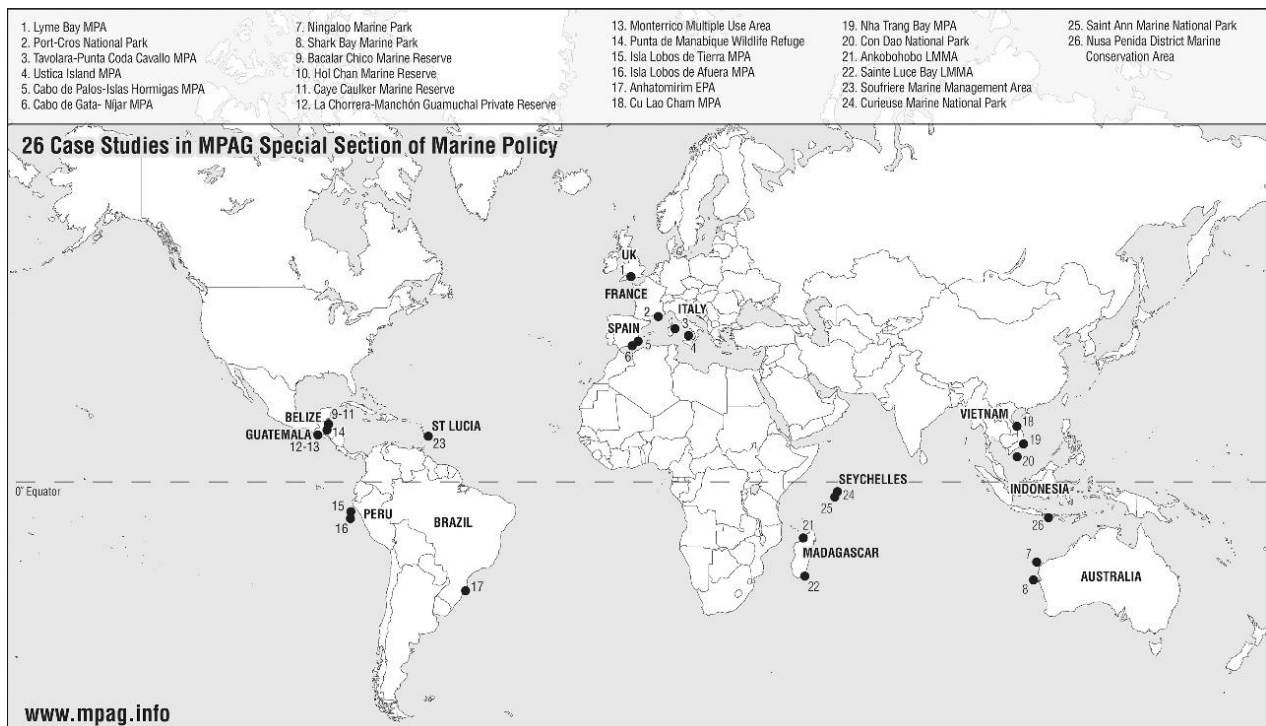 1. Lyme Bay MPA
2. Port-Cros National Park
3. Tavolara-Punta Coda Cavallo MPA
4. Ustica Island MPA
5. Cabo de Palos-Islas Hormigas MPA
6. Cabo de Gata- Níjar MPA
7. Ningaloo Marine Park
8. Shark Bay Marine Park
9. Bacalar Chico Marine Reserve
10. Hol Chan Marine Reserve
11. Caye Caulker Marine Reserve
12. La Chorrera-Manchón Guamuchal Private Reserve
13. Monterrico Multiple Use Area
14. Punta de Manabique Wildlife Refuge
15. Isla Lobos de Tierra MPA
16. Isla Lobos de Afuera MPA
17. Anhatomirim EPA
18. Cu Lao Cham MPA
19. Nha Trang Bay MPA
20. Con Dao National Park
21. Ankobohobo LMMA
22. Sainte Luce Bay LMMA
23. Soufriere Marine Management Area
24. Curieuse Marine National Park
25. Saint Ann Marine National Park
26. Nusa Penida District Marine
Conservation Area
26 Case Studies in MPAG Special Section of Marine Policy
UK
1
FRANCE
2
ITALY
3
4
SPAIN
5
6
BELIZE
9-11
GUATEMALA
14
12-13
ST LUCIA
23
VIETNAM
18
19
20
0° Equator
SEYCHELLES
24
25
INDONESIA
26
15
PERU
16
BRAZIL
17
21
MADAGASCAR
22
7
8
AUSTRALIA
www.mpag.info